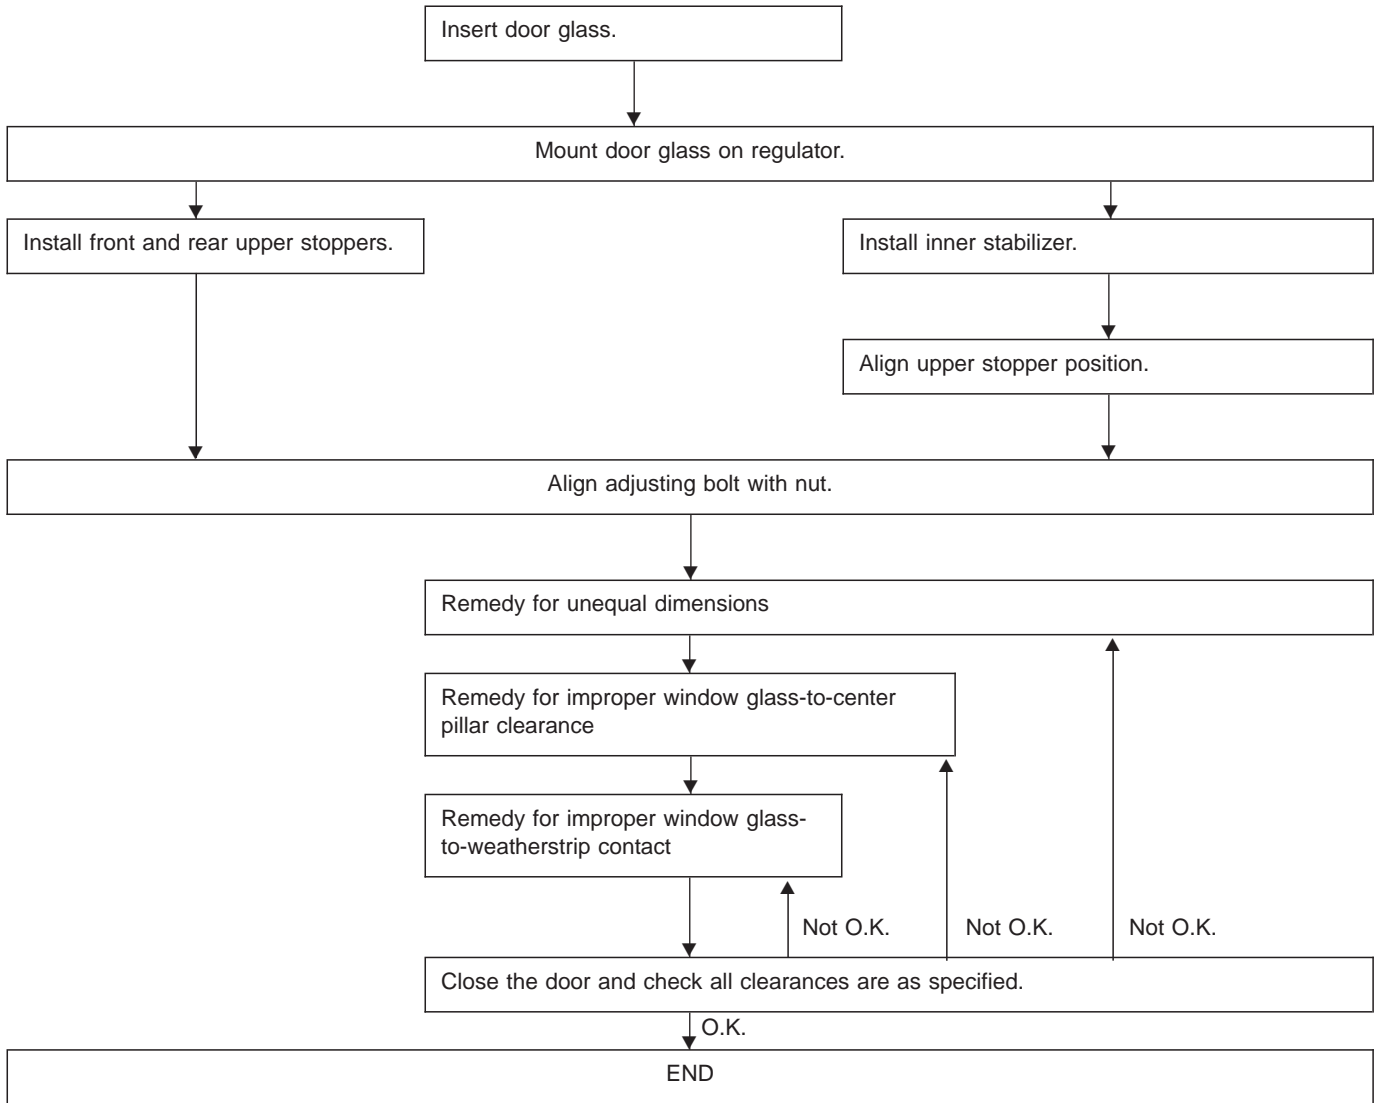 Insert door glass.
Mount door glass on regulator.
Install front and rear upper stoppers.
Install inner stabilizer.
Align upper stopper position.
Align adjusting bolt with nut.
Remedy for unequal dimensions
Remedy for improper window glass-to-center
pillar clearance
Remedy for improper window glass-
to-weatherstrip contact
Not O.K.
Not O.K.
Not O.K.
Close the door and check all clearances are as specified.
O.K.
END